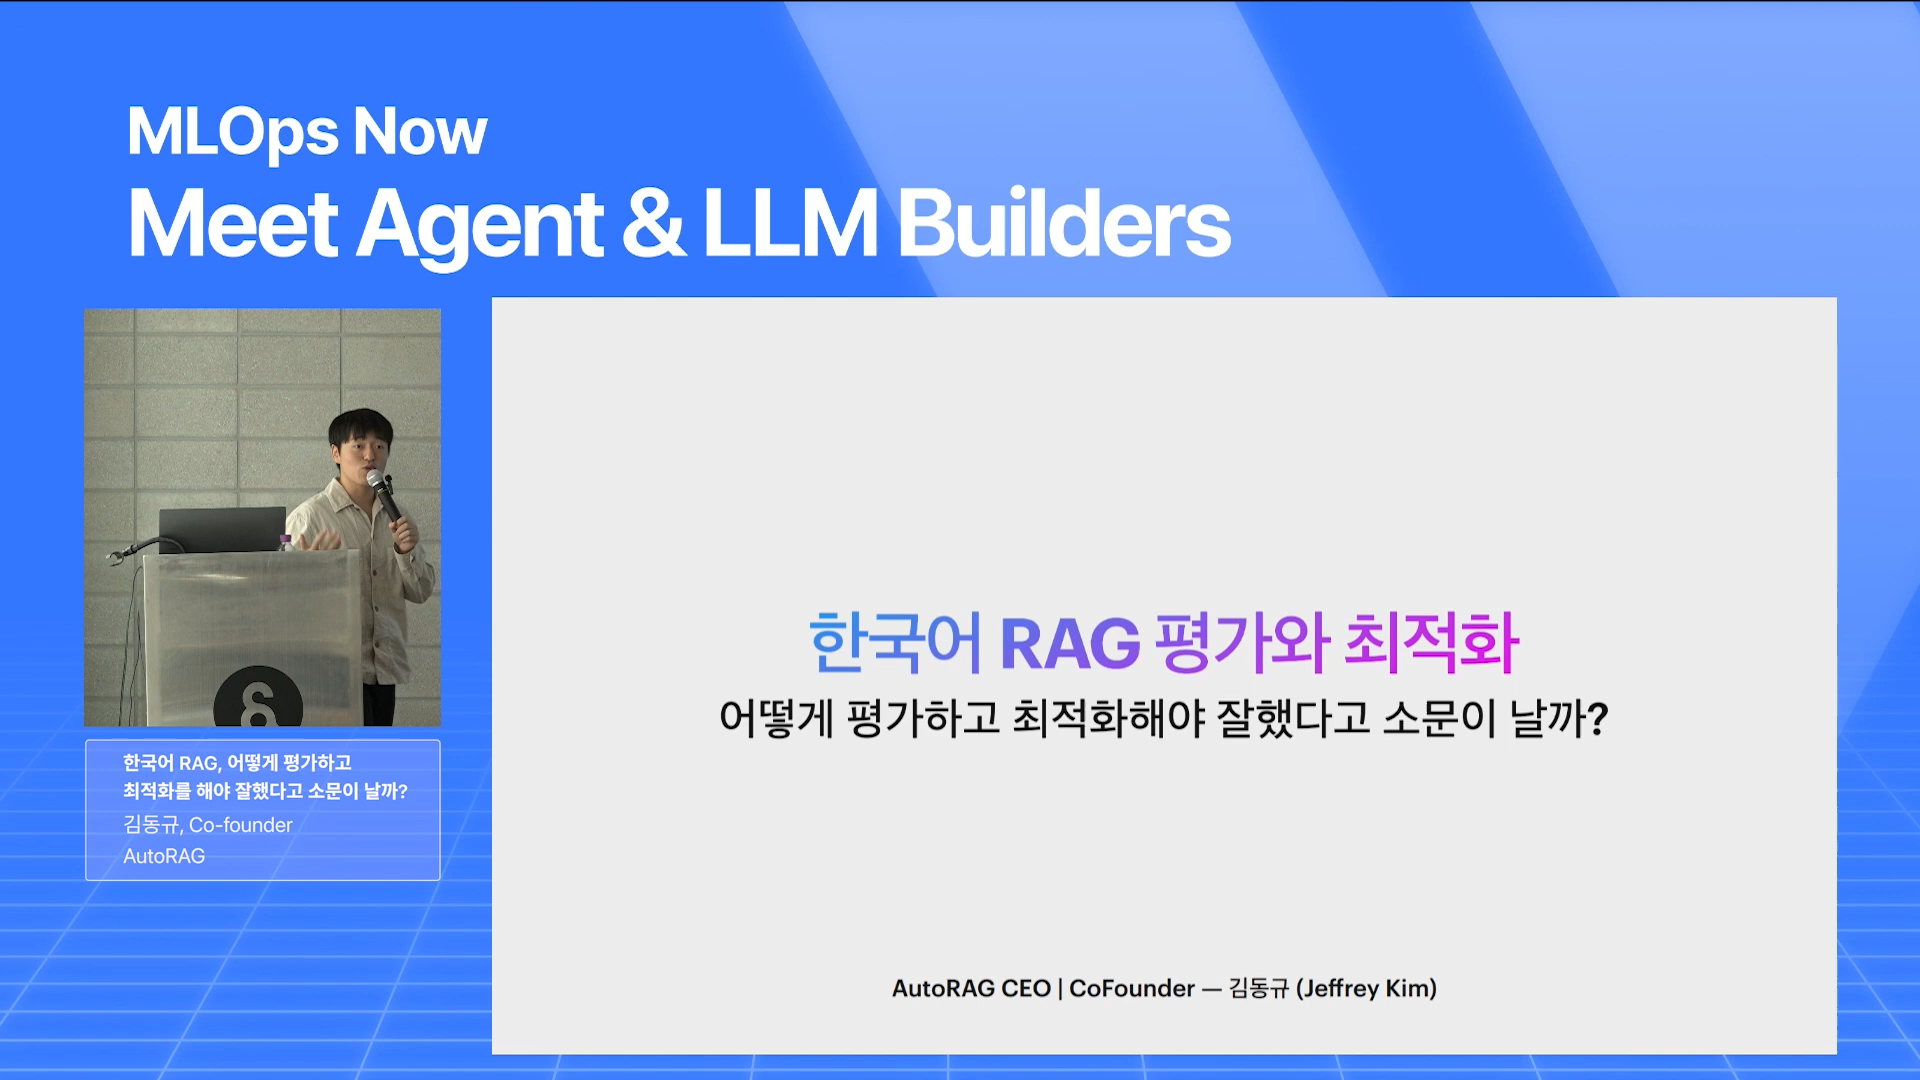 MLOps Now
Meet Agent & LLM Builders
한국어 RAG 평가와 최적화
어떻게 평가하고 최적화해야 잘했다고 소문이 날까?
AutoRAG CEO | CoFounder — 김동규 (Jeffrey Kim)
한국어 RAG, 어떻게 평가하고
최적화를 해야 잘했다고 소문이 날까?
김동규, Co-founder
AutoRAG